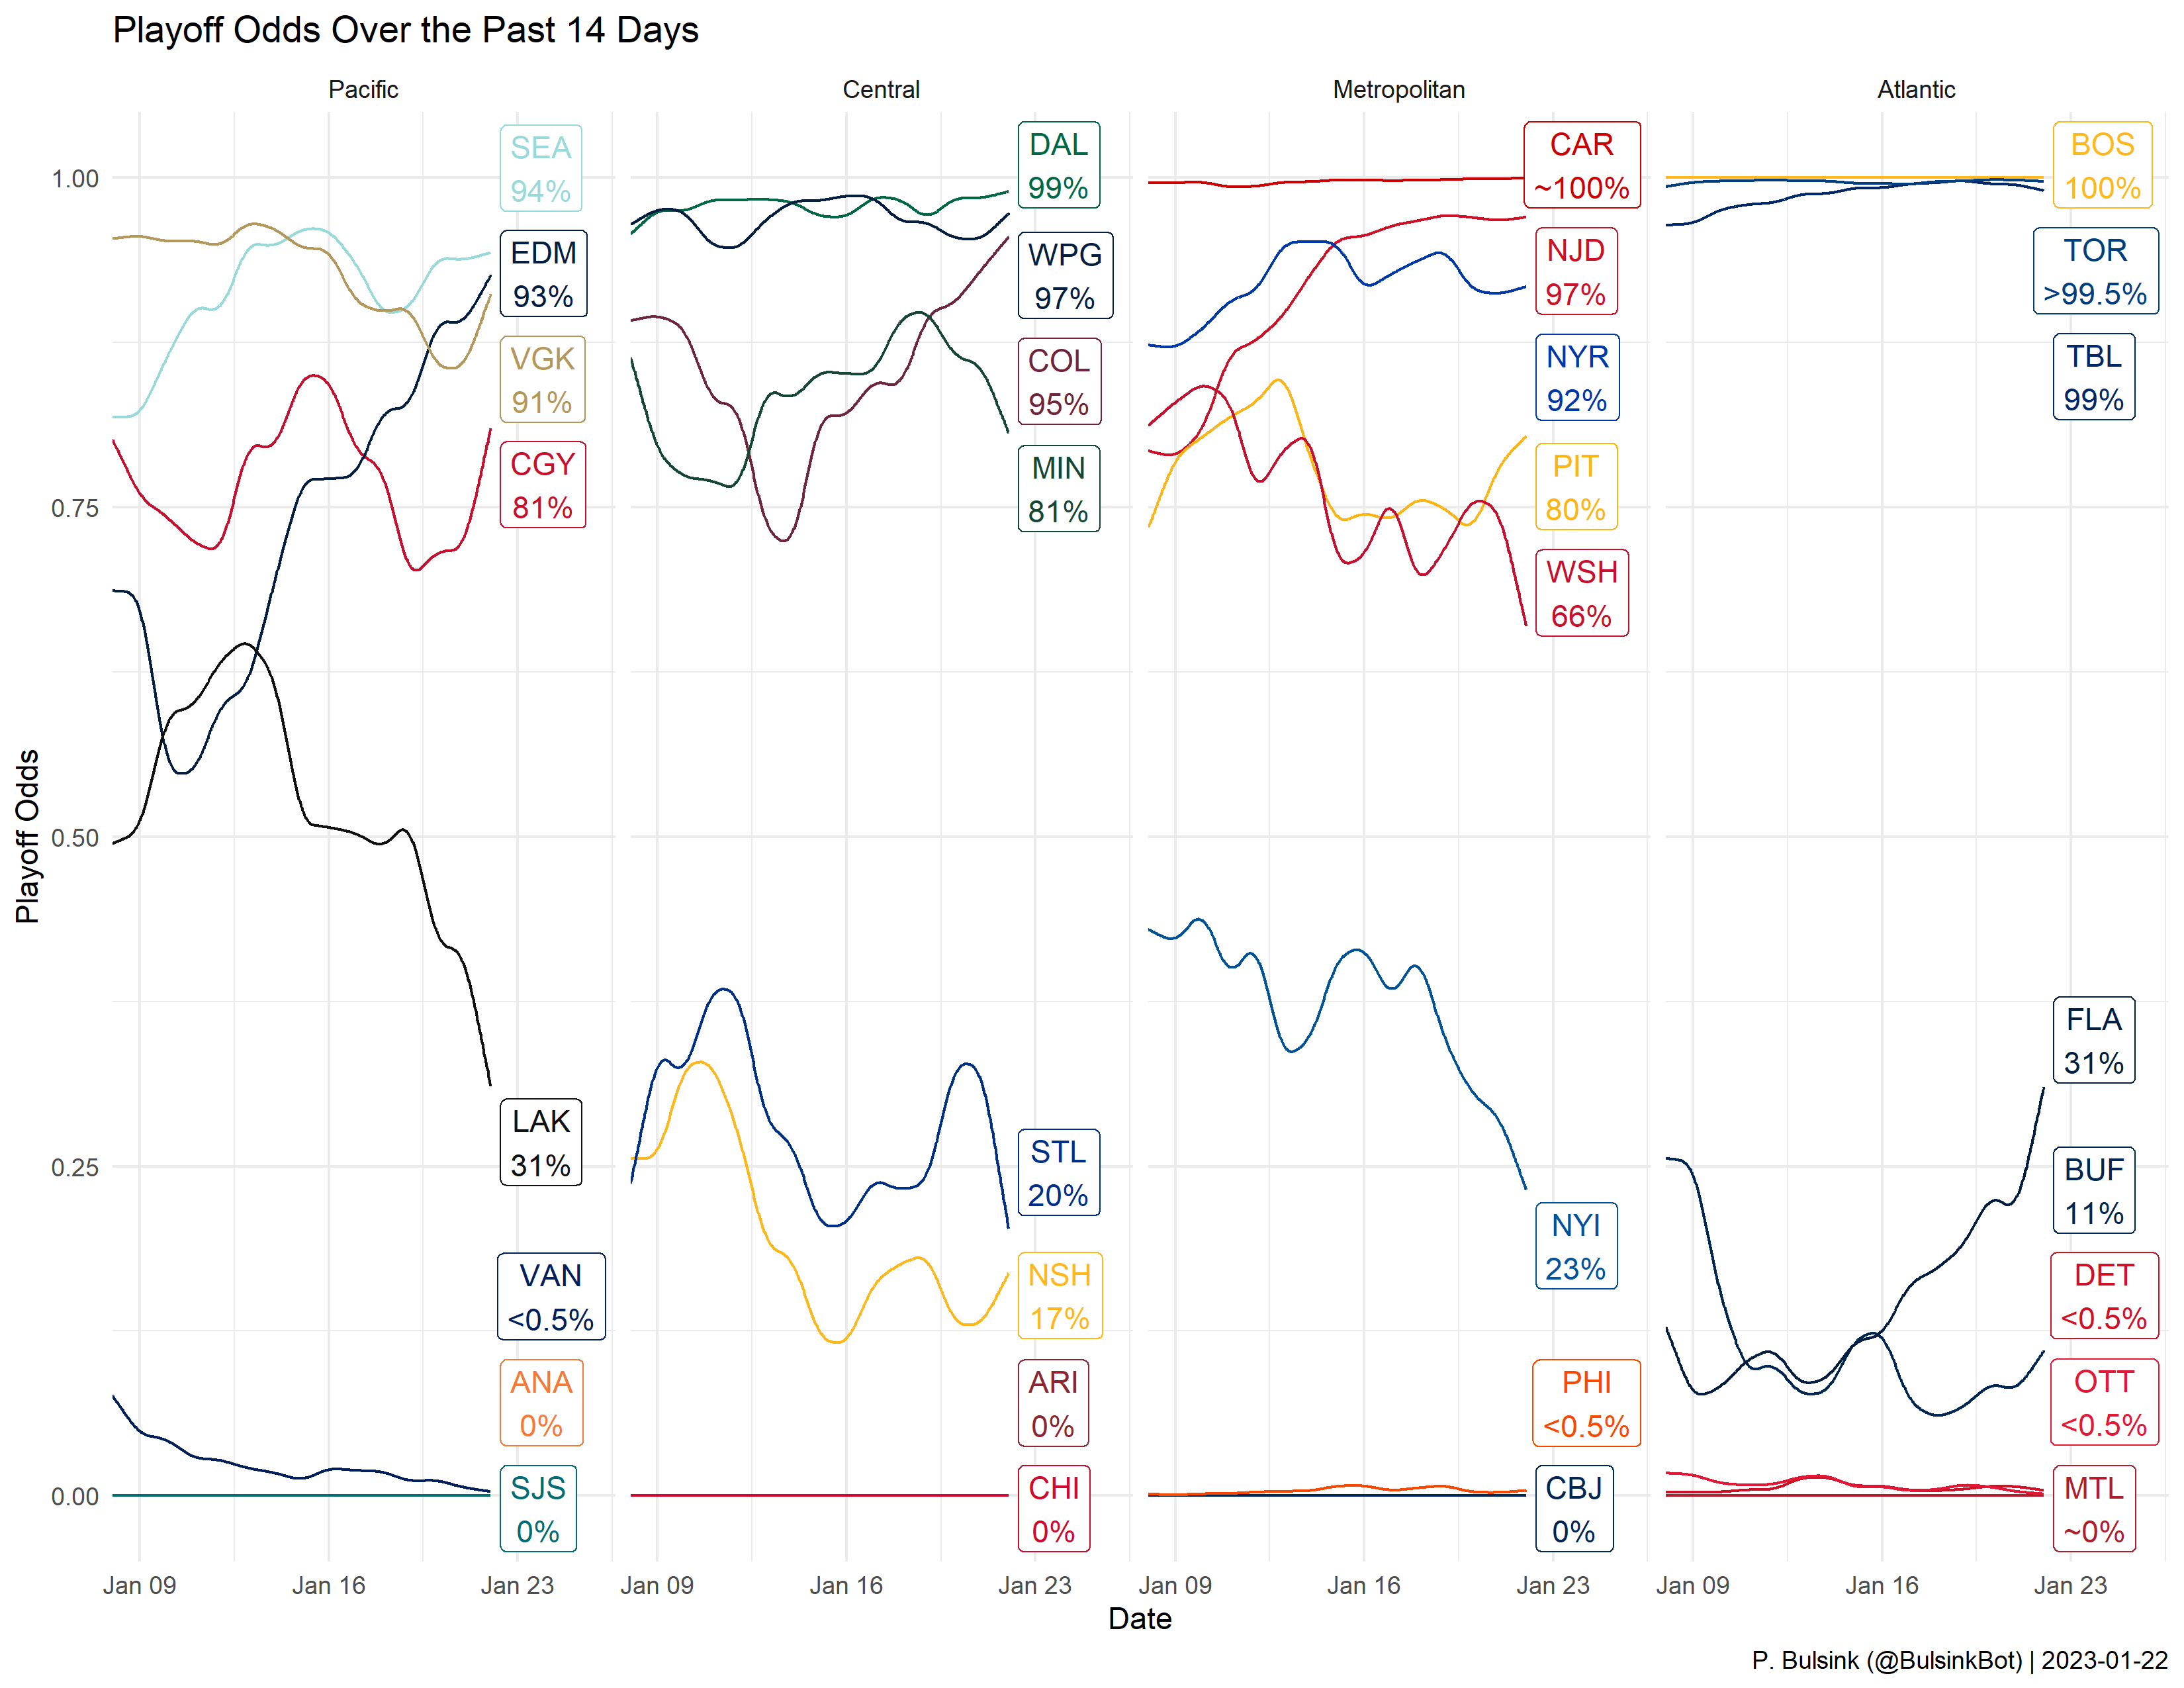 Playoff Odds Over the Past 14 Days
Pacific
Central
Metropolitan
Atlantic
Playoff Odds
1.00
0.75
0.50
0.25
0.00
SEA
94%
EDM
93%
VGK
91%
CGY
81%
LAK
31%
VAN
<0.5%
ANA
0%
SJS
0%
DAL
99%
WPG
97%
COL
95%
MIN
81%
STL
20%
NSH
17%
ARI
0%
CHI
0%
CAR
~100%
NJD
97%
NYR
92%
PIT
80%
WSH
66%
NYI
23%
PHI
<0.5%
CBJ
0%
BOS
100%
TOR
>99.5%
TBL
99%
FLA
31%
BUF
11%
DET
<0.5%
OTT
<0.5%
MTL
~0%
Jan 09
Jan 16
Jan 23
Jan 09
Jan 16
Jan 23
Jan 09
Jan 16
Jan 23
Jan 09
Jan 16
Jan 23
Date
P. Bulsink (@BulsinkBot) | 2023-01-22